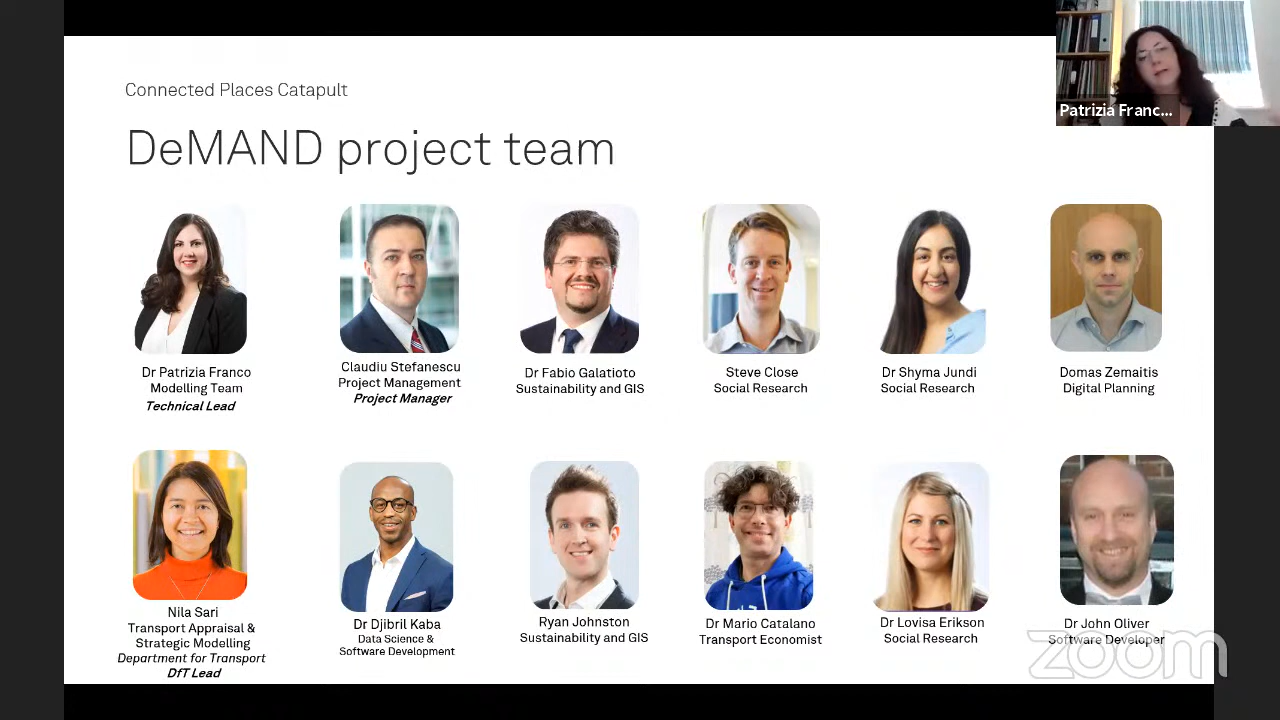 Connected Places Catapult
Patrizia Franc...
DeMAND project team
Dr Patrizia Franco
Modelling Team
Technical Lead
Claudiu Stefanescu
Project Management
Project Manager
Dr Fabio Galatioto
Sustainability and GIS
Steve Close
Social Research
Dr Shyma Jundi
Social Research
Domas Zemaitis
Digital Planning
Nila Sari
Transport Appraisal &
Strategic Modelling
Department for Transport
DfT Lead
Dr Djibril Kaba
Data Science &
Software Development
Ryan Johnston
Sustainability and GIS
Dr Mario Catalano
Transport Economist
Dr Lovisa Erikson
Social Research
Dr John Oliver
Software Developer
zoom